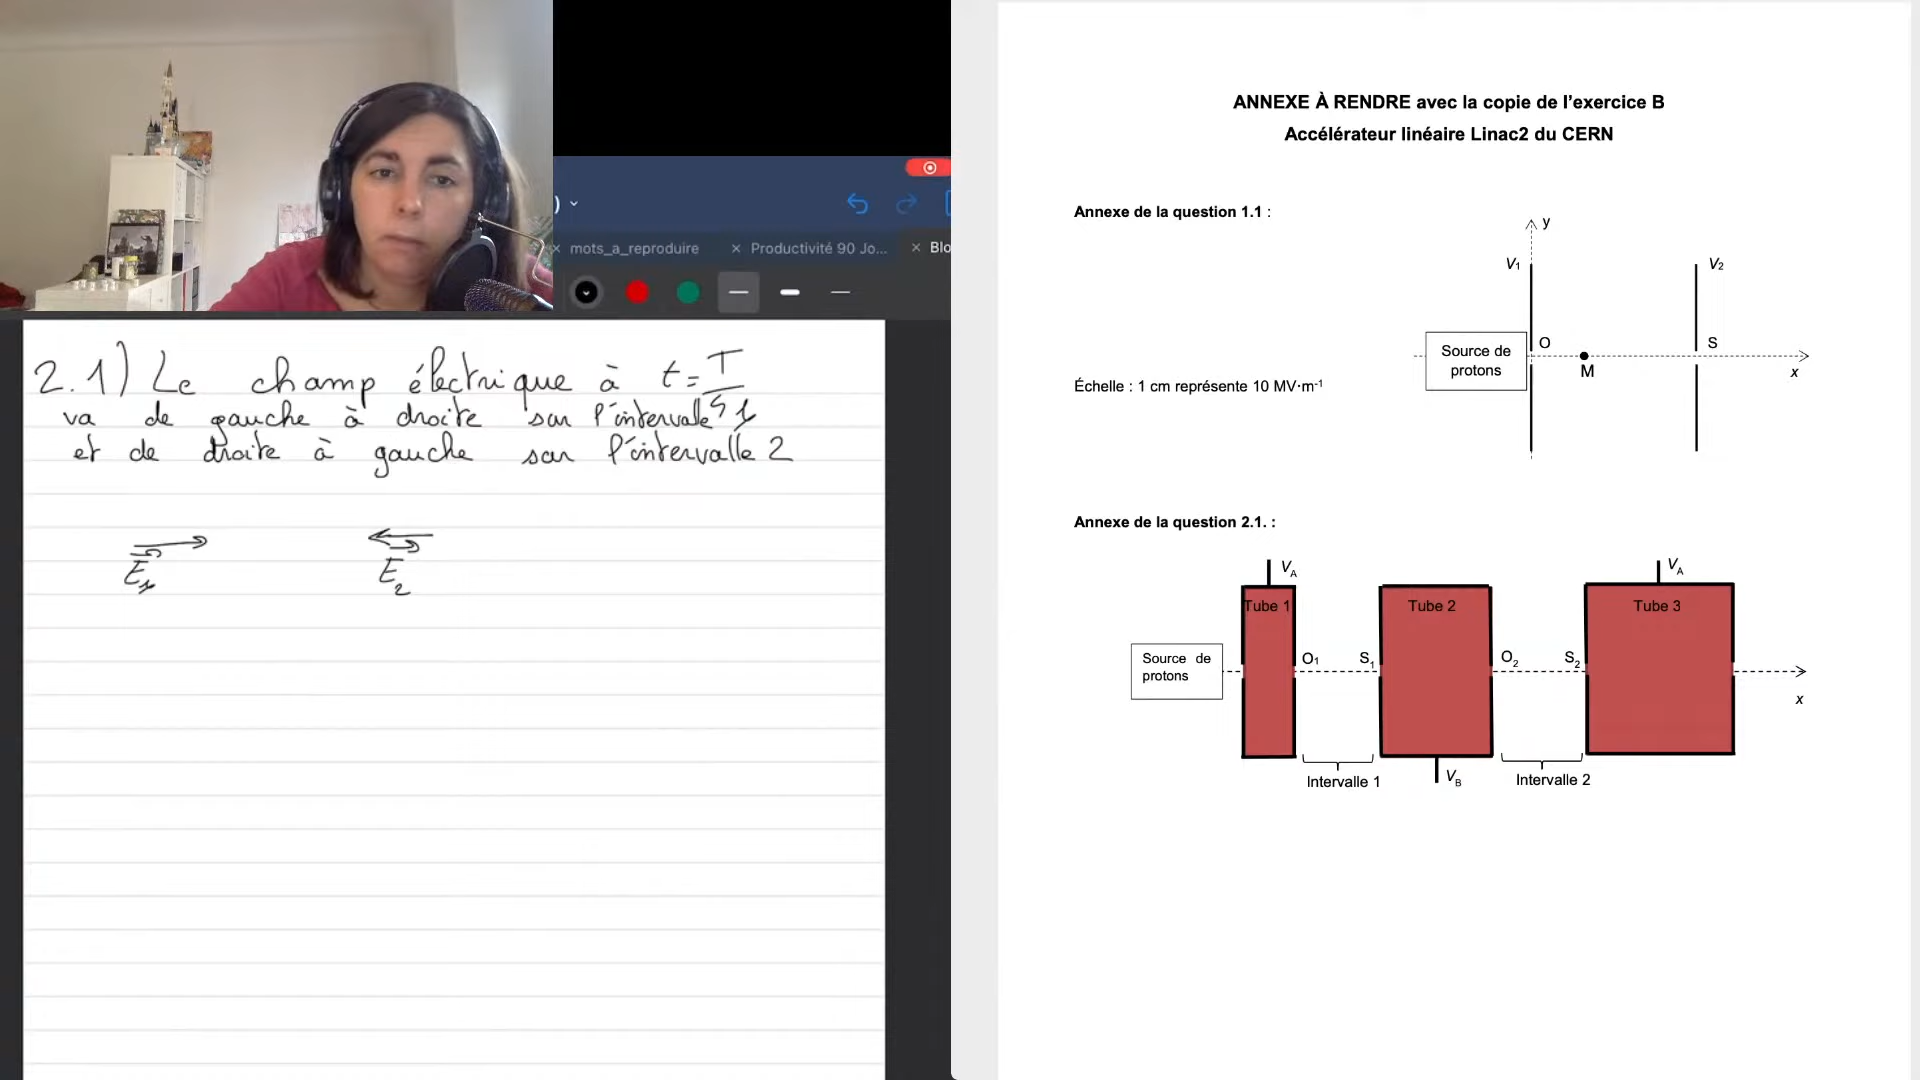 )
mots_a_reproduire
Productivité 90 Jo...
Blo
2.1) Le champ électrique à t = T/4
va de gauche à droite sur l'intervale 1
et de droite à gauche sur l'intervalle 2
E1
E2
ANNEXE À RENDRE avec la copie de l'exercice B
Accélérateur linéaire Linac2 du CERN
Annexe de la question 1.1 :
y
V1
V2
Source de
protons
O
M
S
x
Échelle : 1 cm représente 10 MV·m-1
Annexe de la question 2.1. :
VA
VA
Tube 1
Tube 2
Tube 3
Source de
protons
O1
S1
O2
S2
x
Intervalle 1
VB
Intervalle 2